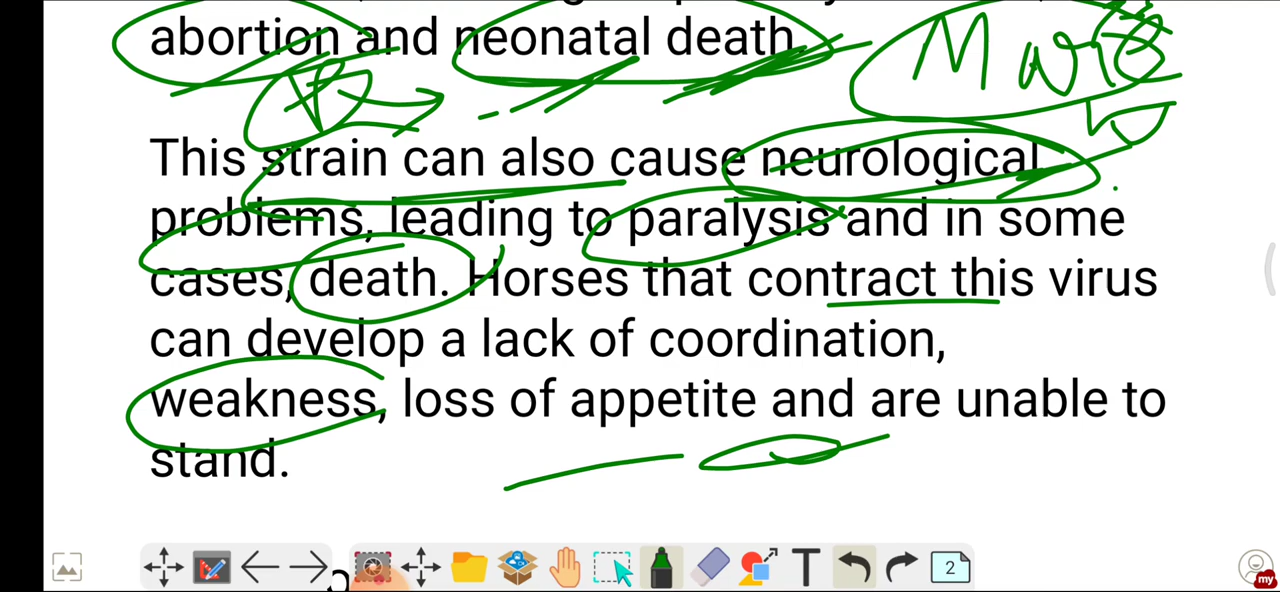 abortion and neonatal death.
This strain can also cause neurological
problems, leading to paralysis and in some
cases, death. Horses that contract this virus
can develop a lack of coordination,
weakness, loss of appetite and are unable to
stand.
T
2
my